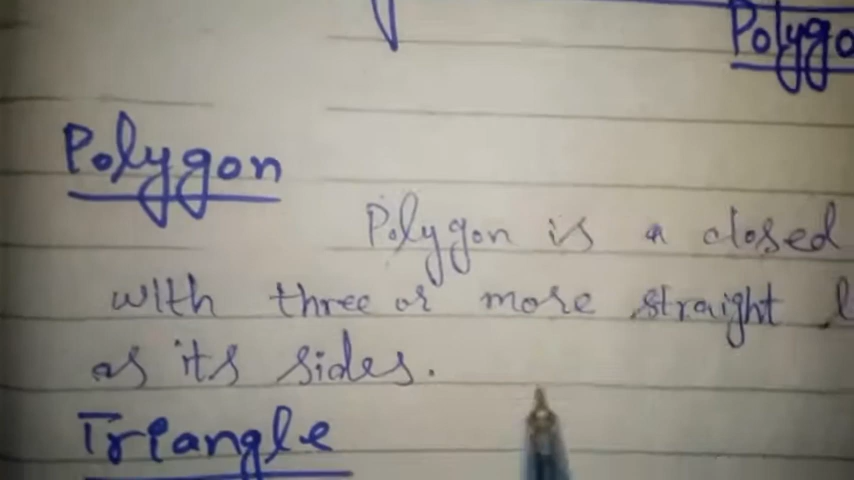 Polygo
Polygon
Polygon is a closed
with three or more straight l
as its sides.
Triangle